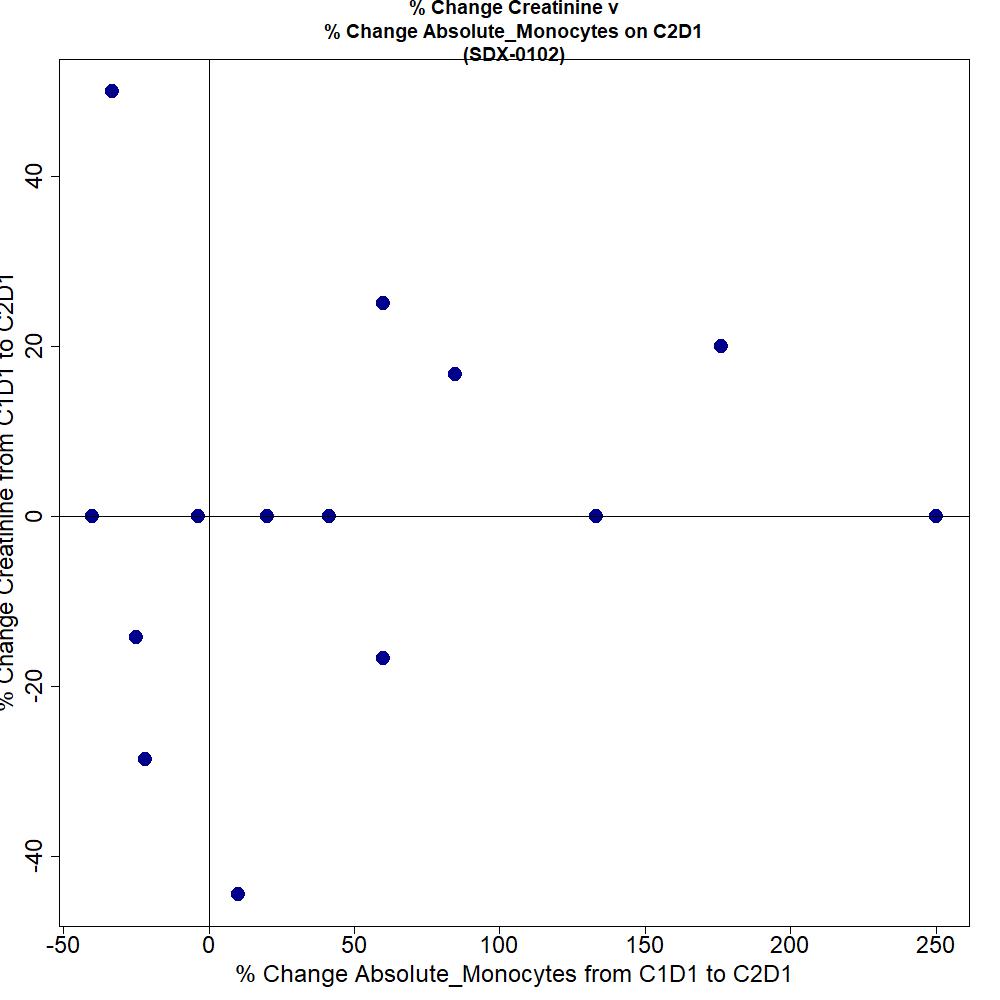 % Change Creatinine v
% Change Absolute_Monocytes on C2D1
(SDX-0102)
% Change Creatinine from C1D1 to C2D1
40
20
0
-20
-40
-50 0 50 100 150 200 250
% Change Absolute_Monocytes from C1D1 to C2D1